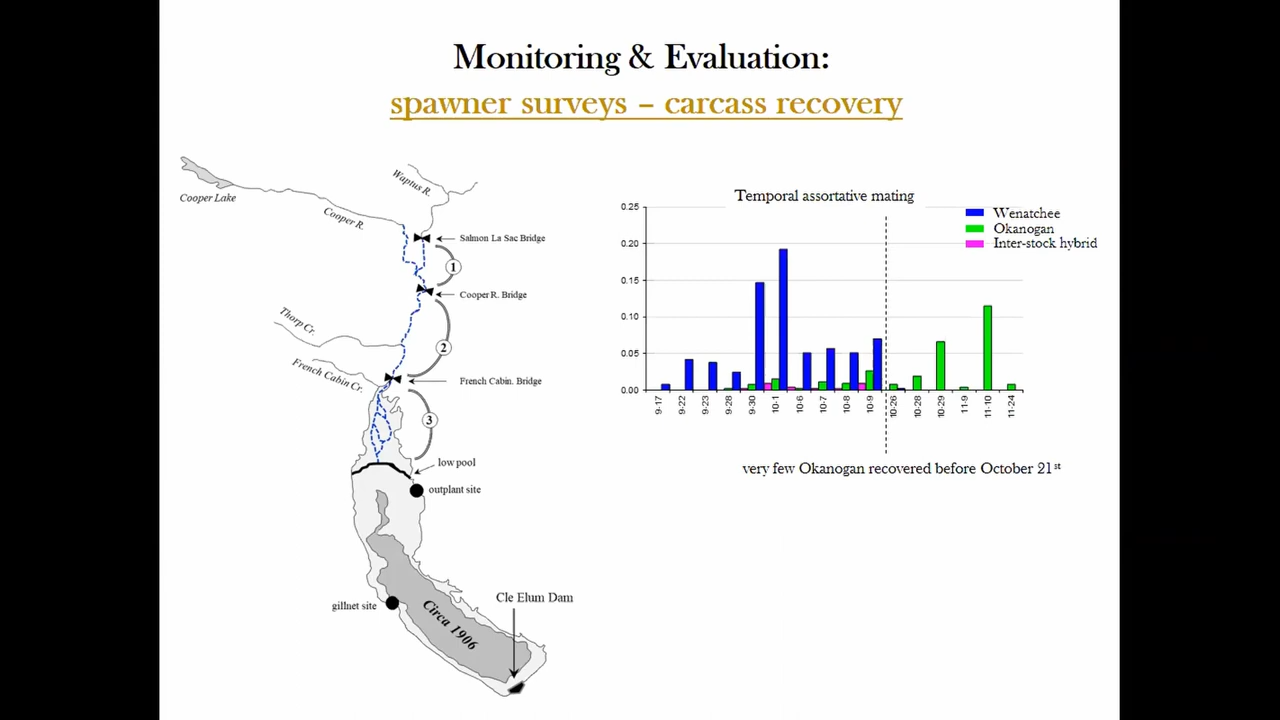 Monitoring & Evaluation:
spawner surveys – carcass recovery
Waptus R.
Cooper Lake
Cooper R.
Salmon La Sac Bridge
1
Cooper R. Bridge
Thorp Cr.
2
French Cabin Cr.
French Cabin. Bridge
3
low pool
outplant site
gillnet site
Circa 1906
Cle Elum Dam
Temporal assortative mating
Wenatchee
Okanogan
Inter-stock hybrid
0.25
0.20
0.15
0.10
0.05
0.00
9-17
9-22
9-23
9-28
9-30
10-1
10-6
10-7
10-8
10-9
10-26
10-28
10-29
11-9
11-10
11-24
very few Okanogan recovered before October 21st